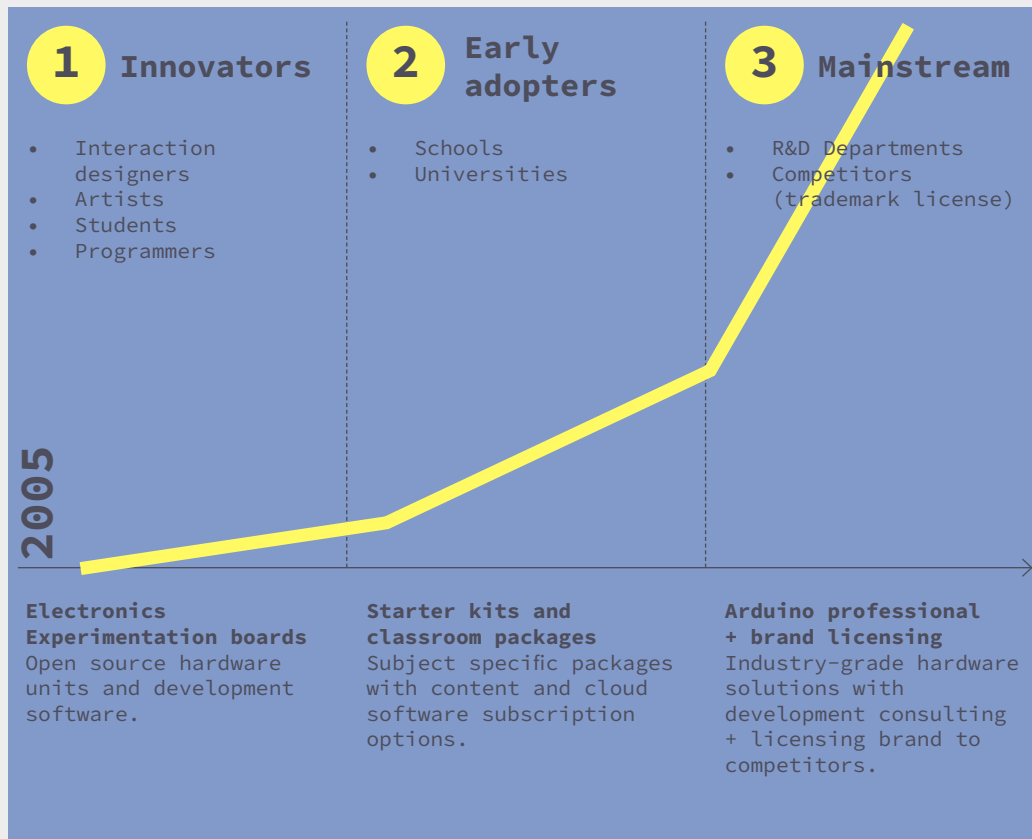 1
Innovators
• Interaction
designers
• Artists
• Students
• Programmers
2
Early
adopters
• Schools
• Universities
3
Mainstream
• R&D Departments
• Competitors
(trademark license)
2005
Electronics
Experimentation boards
Open source hardware
units and development
software.
Starter kits and
classroom packages
Subject specific packages
with content and cloud
software subscription
options.
Arduino professional
+ brand licensing
Industry-grade hardware
solutions with
development consulting
+ licensing brand to
competitors.